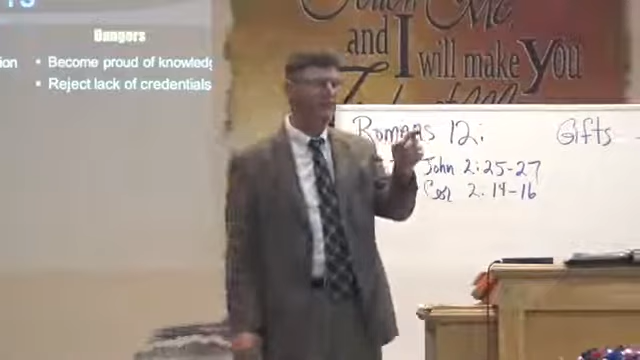 Dangers
• Become proud of knowledg
• Reject lack of credentials
and I will make you
Romans 12:
Gifts
John 2:25-27
Cor 2:14-16